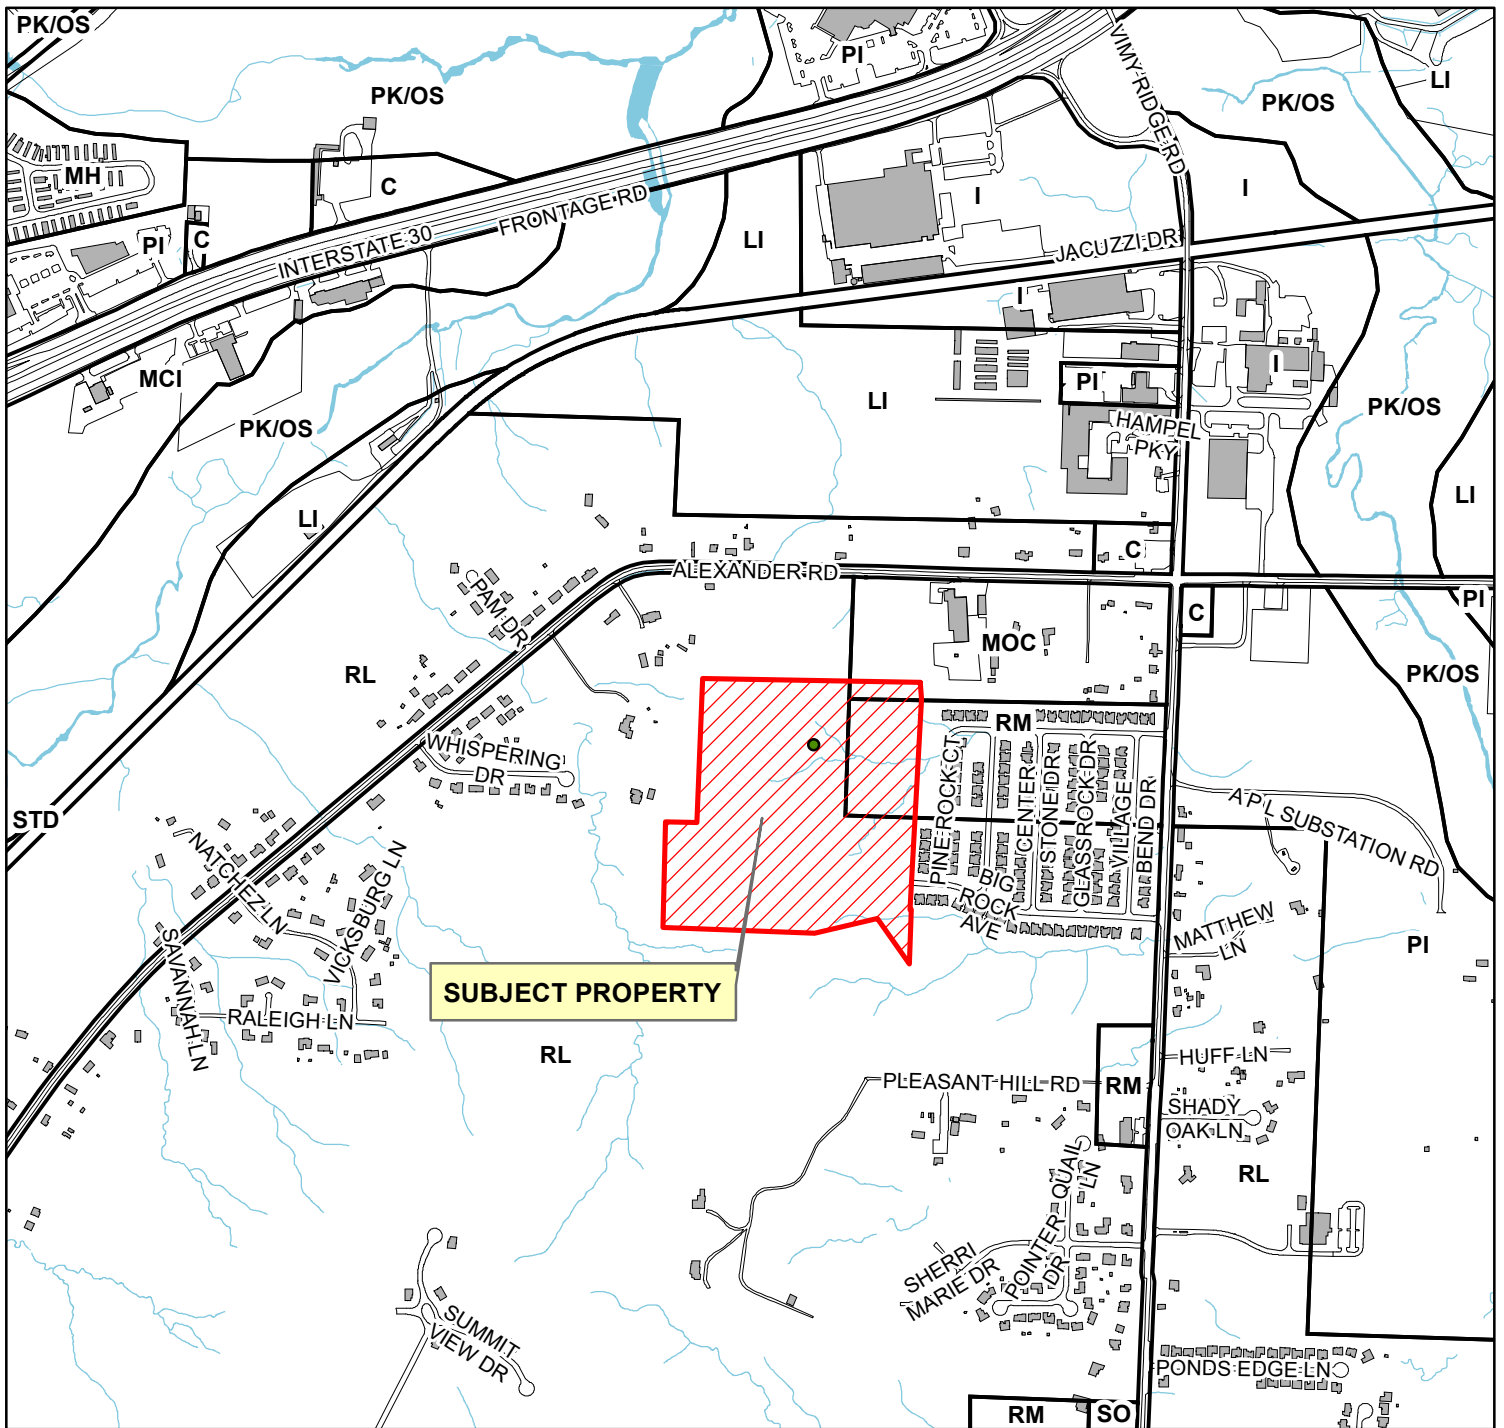 PK/OS
PI
VIMY RIDGE RD
LI
PK/OS
PK/OS
MH
C
I
I
FRONTAGE RD
INTERSTATE 30
PI
C
LI
JACUZZI DR
I
MCI
PI
I
LI
PK/OS
PK/OS
HAMPEL
PKY
LI
LI
C
ALEXANDER RD
PAM DR
PI
C
MOC
RL
PK/OS
RM
WHISPERING
DR
STD
PINE ROCK CT
CENTER
STONE DR
GLASSROCK DR
VILLAGE
BEND DR
A P L SUBSTATION RD
NATCHEZ LN
VICKSBURG LN
BIG
ROCK
AVE
MATTHEW
LN
PI
SAVANNAH LN
SUBJECT PROPERTY
RALEIGH LN
RL
HUFF LN
PLEASANT HILL RD
RM
SHADY
OAK LN
QUAIL
LN
RL
POINTER
DR
SHERRI
MARIE DR
SUMMIT
VIEW DR
PONDS EDGE LN
RM
SO